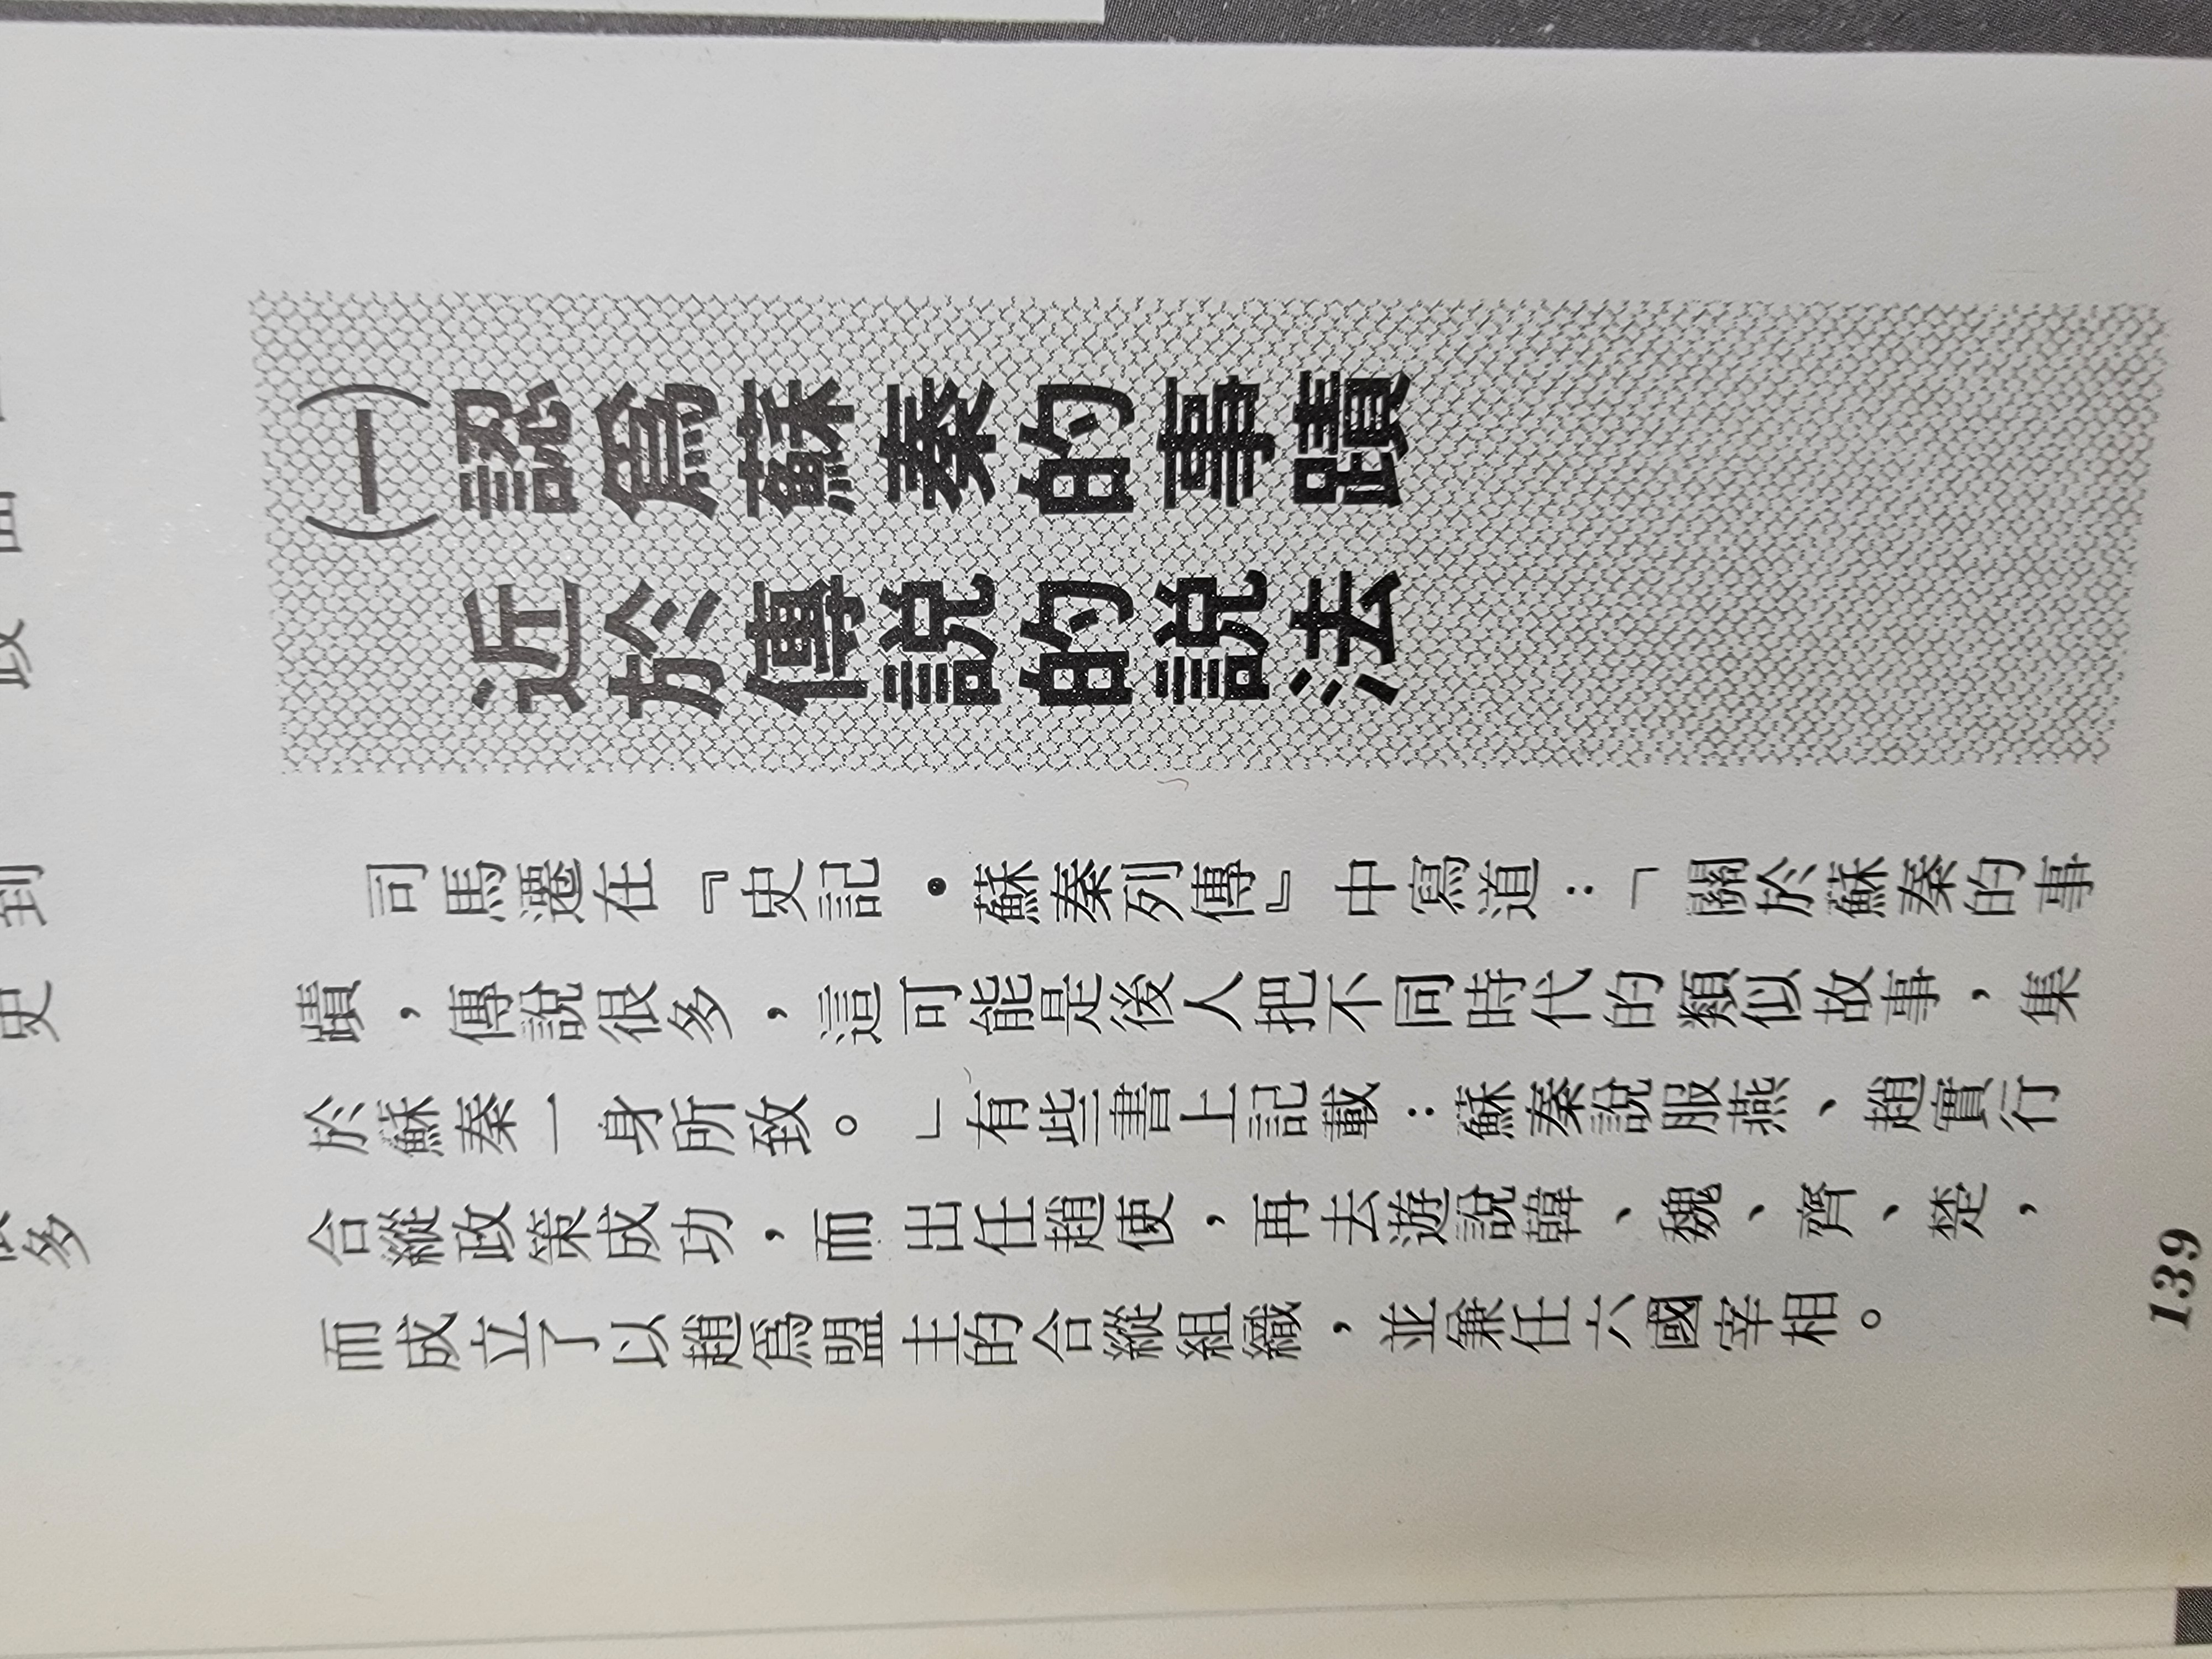 ㈠認爲蘇秦的事蹟
近於傳說的說法
司馬遷在『史記・蘇秦列傳』中寫道：「關於蘇秦的事
蹟，傳說很多，這可能是後人把不同時代的類似故事，集
於蘇秦一身所致。」有些書上記載：蘇秦說服燕、趙實行
合縱政策成功，而出任趙使，再去遊說韓、魏、齊、楚，
而成立了以趙爲盟主的合縱組織，並兼任六國宰相。
139
政
到
史
很多